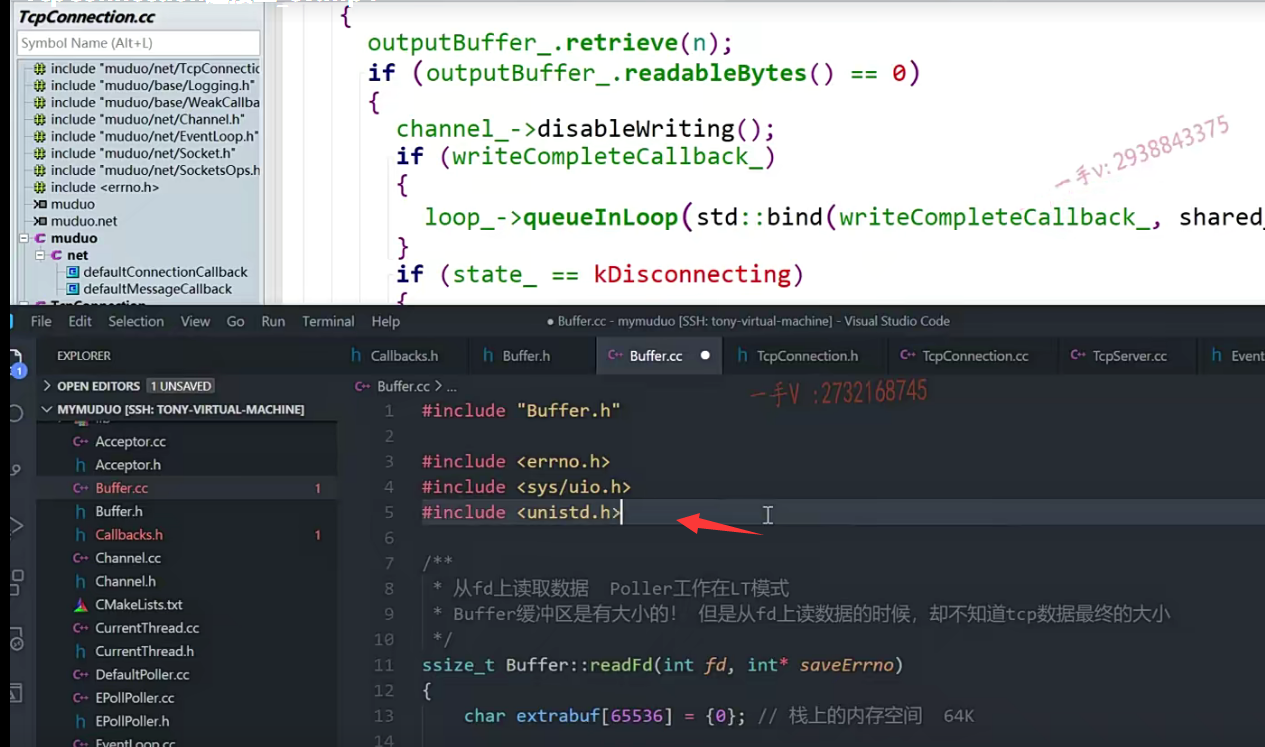 TcpConnection.cc
Symbol Name (Alt+L)
include "muduo/net/TcpConnectic
include "muduo/base/Logging.h"
include "muduo/base/WeakCallba
include "muduo/net/Channel.h"
include "muduo/net/EventLoop.h"
include "muduo/net/Socket.h"
include "muduo/net/SocketsOps.h
include <errno.h>
muduo
muduo.net
muduo
net
defaultConnectionCallback
defaultMessageCallback
TcpConnection
{
outputBuffer_.retrieve(n);
if (outputBuffer_.readableBytes() == 0)
{
channel_->disableWriting();
if (writeCompleteCallback_)
{
loop_->queueInLoop(std::bind(writeCompleteCallback_, shared_
}
if (state_ == kDisconnecting)
{
一手V: 2938843375
File Edit Selection View Go Run Terminal Help
● Buffer.cc - mymuduo [SSH: tony-virtual-machine] - Visual Studio Code
1
EXPLORER
OPEN EDITORS 1 UNSAVED
MYMUDUO [SSH: TONY-VIRTUAL-MACHINE]
lib
C++ Acceptor.cc
h Acceptor.h
C++ Buffer.cc 1
h Buffer.h
h Callbacks.h 1
C++ Channel.cc
h Channel.h
CMakeLists.txt
C++ CurrentThread.cc
h CurrentThread.h
C++ DefaultPoller.cc
C++ EPollPoller.cc
h EPollPoller.h
C++ EventLoop.cc
h Callbacks.h h Buffer.h C++ Buffer.cc ● h TcpConnection.h C++ TcpConnection.cc C++ TcpServer.cc h Event
C++ Buffer.cc > ...
一手V :2732168745
1 #include "Buffer.h"
2
3 #include <errno.h>
4 #include <sys/uio.h>
5 #include <unistd.h>
6
7 /**
8 * 从fd上读取数据 Poller工作在LT模式
9 * Buffer缓冲区是有大小的! 但是从fd上读数据的时候，却不知道tcp数据最终的大小
10 */
11 ssize_t Buffer::readFd(int fd, int* saveErrno)
12 {
13 char extrabuf[65536] = {0}; // 栈上的内存空间 64K
14